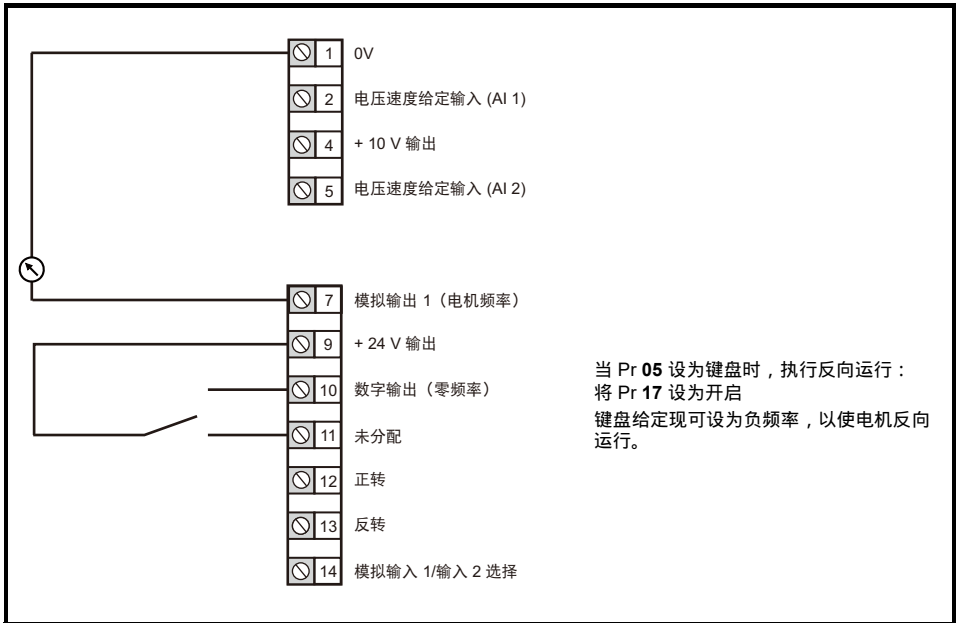 1 0V
2 电压速度给定输入 (AI 1)
4 + 10 V 输出
5 电压速度给定输入 (AI 2)
7 模拟输出 1（电机频率）
9 + 24 V 输出
10 数字输出（零频率）
11 未分配
12 正转
13 反转
14 模拟输入 1/输入 2 选择
当 Pr 05 设为键盘时，执行反向运行：
将 Pr 17 设为开启
键盘给定现可设为负频率，以使电机反向
运行。